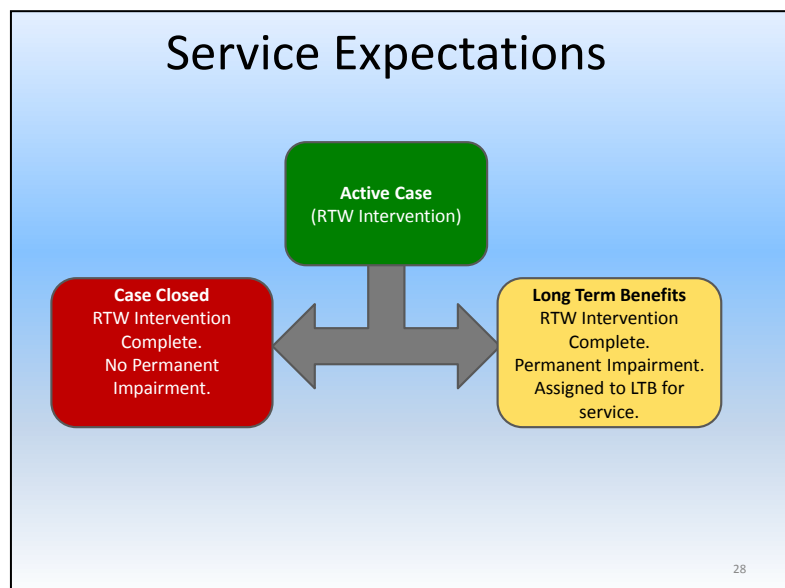 Service Expectations
Active Case
(RTW Intervention)
Case Closed
RTW Intervention
Complete.
No Permanent
Impairment.
Long Term Benefits
RTW Intervention
Complete.
Permanent Impairment.
Assigned to LTB for
service.
28